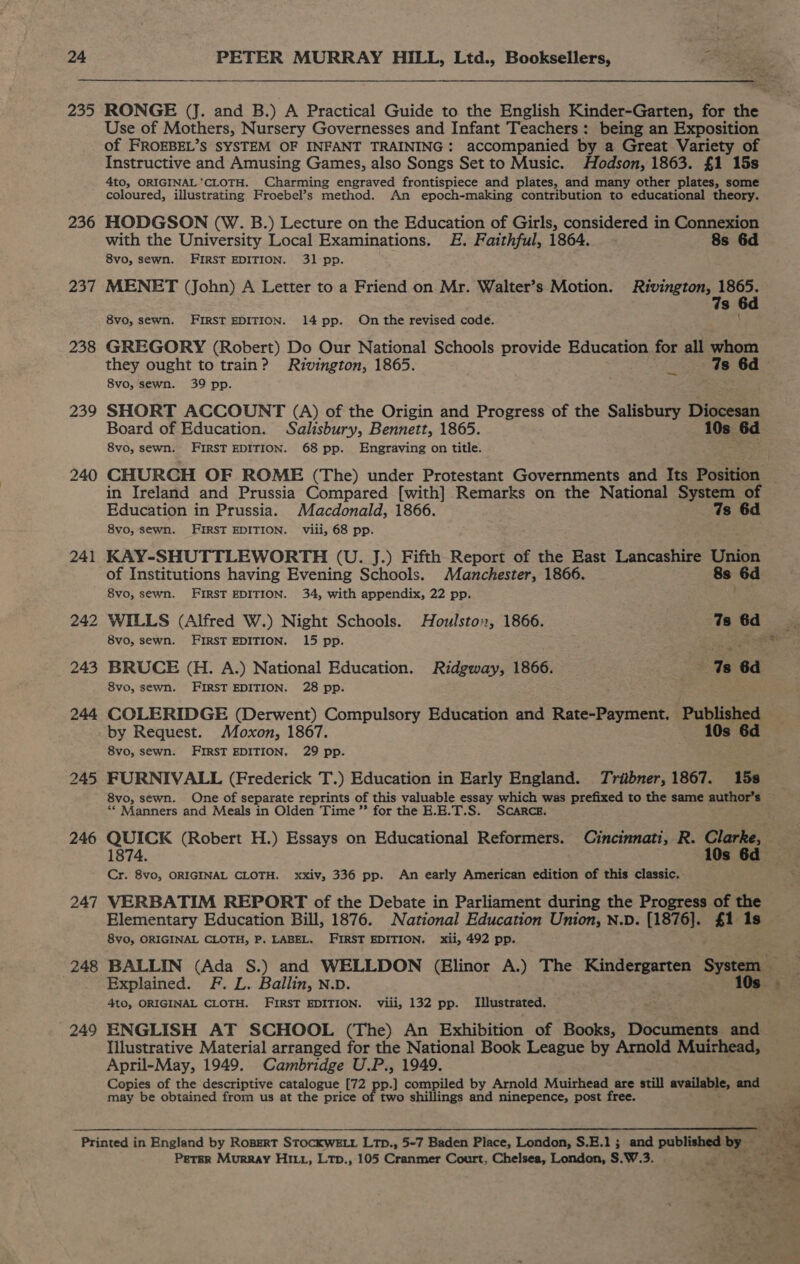 24 PETER MURRAY HILL, Ltd., Booksellers,
235 RONGE (J. and B.) A Practical Guide to the English Kinder-Garten, for the
Use of Mothers, Nursery Governesses and Infant Teachers : being an Exposition
of FROEBEL'S SYSTEM OF INFANT TRAINING : accompanied by a Great Variety of
Instructive and Amusing Games, also Songs Set to Music. Hodson, 1863. £1 15s
4to, ORIGINAL CLOTH. Charming engraved frontispiece and plates, and many other plates, some
coloured, illustrating Froebel's method. An epoch-making contribution to educational theory.
236 HODGSON (W. B.) Lecture on the Education of Girls, considered in Connexion
with the University Local Examinations. E. Faithful, 1864. 8s 6d
8vo, sewn. FIRST EDITION. 31 pp.
237 MENET (John) A Letter to a Friend on Mr. Walter's Motion. Rivington, 1865.
7s 6d
8vo, sewn. FIRST EDITION. 14 pp. On the revised code.
238 GREGORY (Robert) Do Our National Schools provide Education for all whom
they ought to train? Rivington, 1865. 7s 6d
8vo, sewn. 39 pp.
239 SHORT ACCOUNT (A) of the Origin and Progress of the Salisbury Diocesan
Board of Education. Salisbury, Bennett, 1865. 10s 6d
8vo, sewn. FIRST EDITION. 68 pp. Engraving on title.
240 CHURCH OF ROME (The) under Protestant Governments and Its Position
in Ireland and Prussia Compared [with] Remarks on the National System of
Education in Prussia. Macdonald, 1866. 7s 6d
8vo, sewn. FIRST EDITION. viii, 68 pp.
241 KAY-SHUTTLEWORTH (U. J.) Fifth Report of the East Lancashire Union
of Institutions having Evening Schools. Manchester, 1866. 8s 6d
8vo, sewn. FIRST EDITION. 34, with appendix, 22 pp.
242 WILLS (Alfred W.) Night Schools. Houlston, 1866. 7s 6d
8vo, sewn. FIRST EDITION. 15 pp.
243 BRUCE (H. A.) National Education. Ridgway, 1866. 7s 6d
8vo, sewn. FIRST EDITION. 28 pp.
244 COLERIDGE (Derwent) Compulsory Education and Rate-Payment. Published
by Request. Moxon, 1867. 10s 6d
8vo, sewn. FIRST EDITION. 29 pp.
245 FURNIVALL (Frederick T.) Education in Early England. Trübner, 1867. 15s
8vo, sewn. One of separate reprints of this valuable essay which was prefixed to the same author's
“ Manners and Meals in Olden Time ” for the E.E.T.S. SCARCE.
246 QUICK (Robert H.) Essays on Educational Reformers. Cincinnati, R. Clarke,
1874. 10s 6d
Cr. 8vo, ORIGINAL CLOTH. xxiv, 336 pp. An early American edition of this classic.
247 VERBATIM REPORT of the Debate in Parliament during the Progress of the
Elementary Education Bill, 1876. National Education Union, N.D. [1876]. £1 1s
8vo, ORIGINAL CLOTH, P. LABEL. FIRST EDITION. xii, 492 pp.
248 BALLIN (Ada S.) and WELLDON (Elinor A.) The Kindergarten System
Explained. F. L. Ballin, N.D. 10s
4to, ORIGINAL CLOTH. FIRST EDITION. viii, 132 pp. Illustrated.
249 ENGLISH AT SCHOOL (The) An Exhibition of Books, Documents and
Illustrative Material arranged for the National Book League by Arnold Muirhead,
April-May, 1949. Cambridge U.P., 1949.
Copies of the descriptive catalogue [72 pp.] compiled by Arnold Muirhead are still available, and
may be obtained from us at the price of two shillings and ninepence, post free.
Printed in England by ROBERT STOCKWELL LTD., 5-7 Baden Place, London, S.E.1 ; and published by
PETER MURRAY HILL, LTD., 105 Cranmer Court, Chelsea, London, S.W.3.